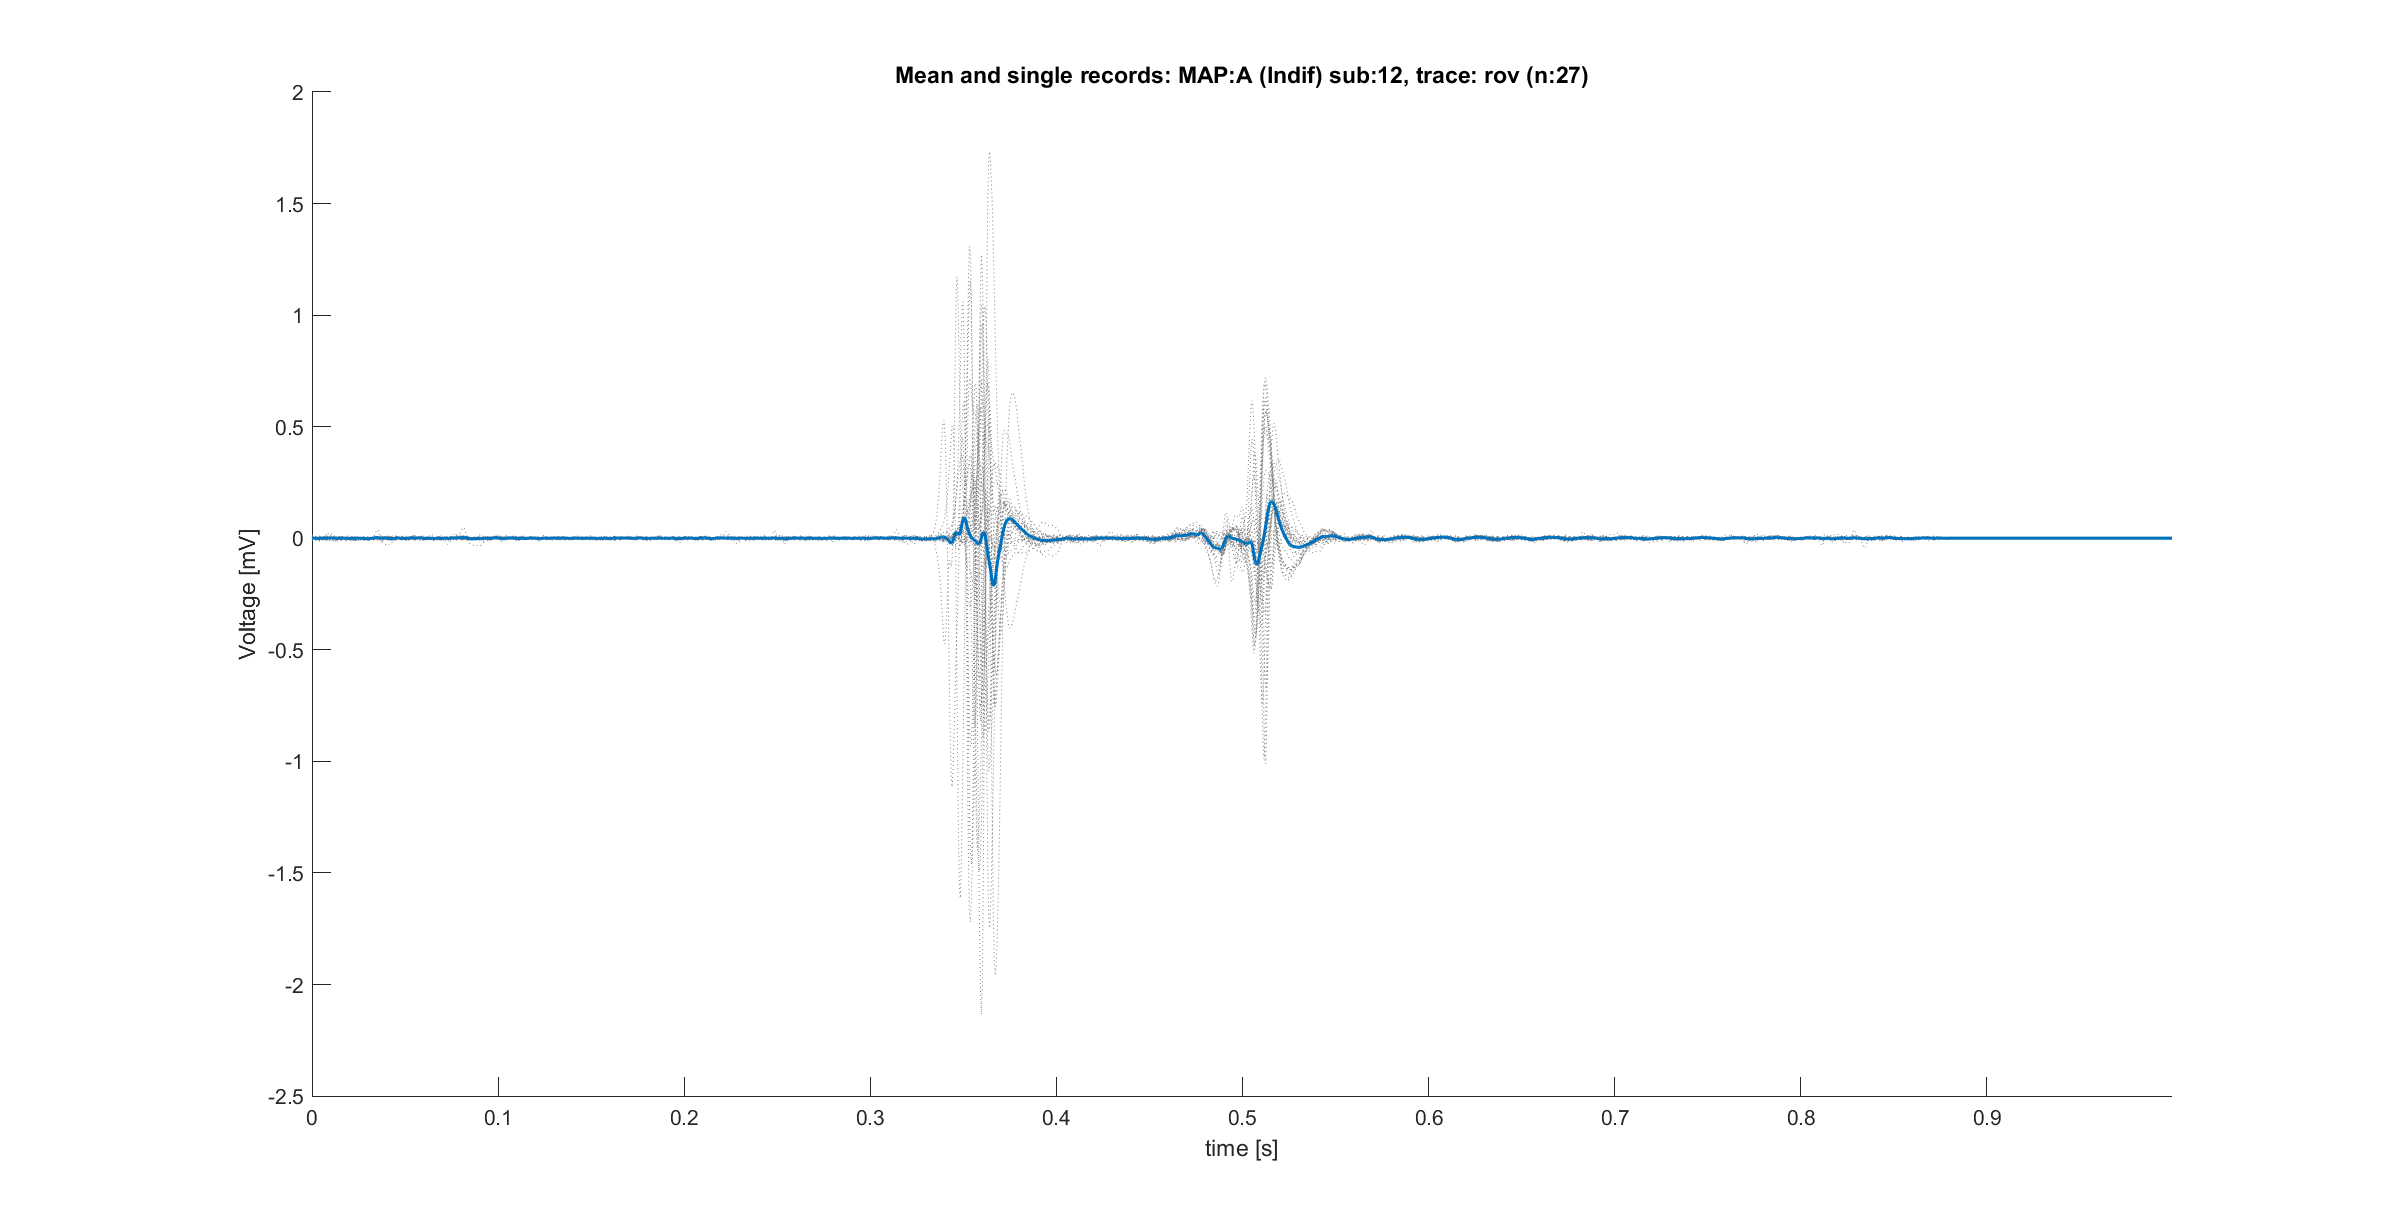 Mean and single records: MAP:A (Indif) sub:12, trace: rov (n:27)
2
1.5
1
0.5
0
-0.5
-1
-1.5
-2
-2.5
Voltage [mV]
0 0.1 0.2 0.3 0.4 0.5 0.6 0.7 0.8 0.9
time [s]